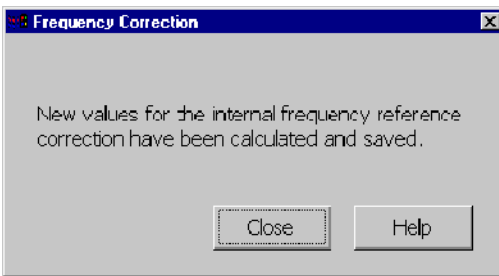 Frequency Correction
New values for the internal frequency reference
correction have been calculated and saved.
Close Help